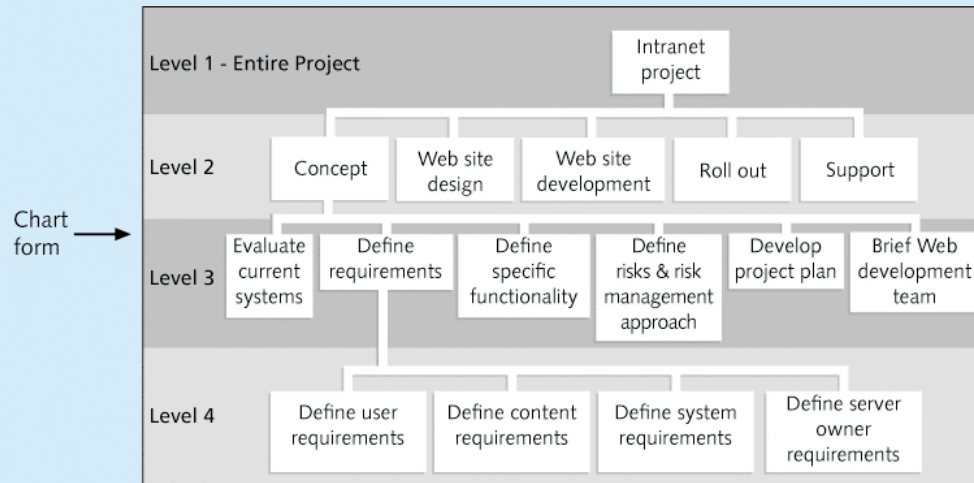 Level 1 - Entire Project
Intranet
project
Level 2
Concept
Web site
design
Web site
development
Roll out
Support
Chart
form
Level 3
Evaluate
current
systems
Define
requirements
Define
specific
functionality
Define
risks & risk
management
approach
Develop
project plan
Brief Web
development
team
Level 4
Define user
requirements
Define content
requirements
Define system
requirements
Define server
owner
requirements